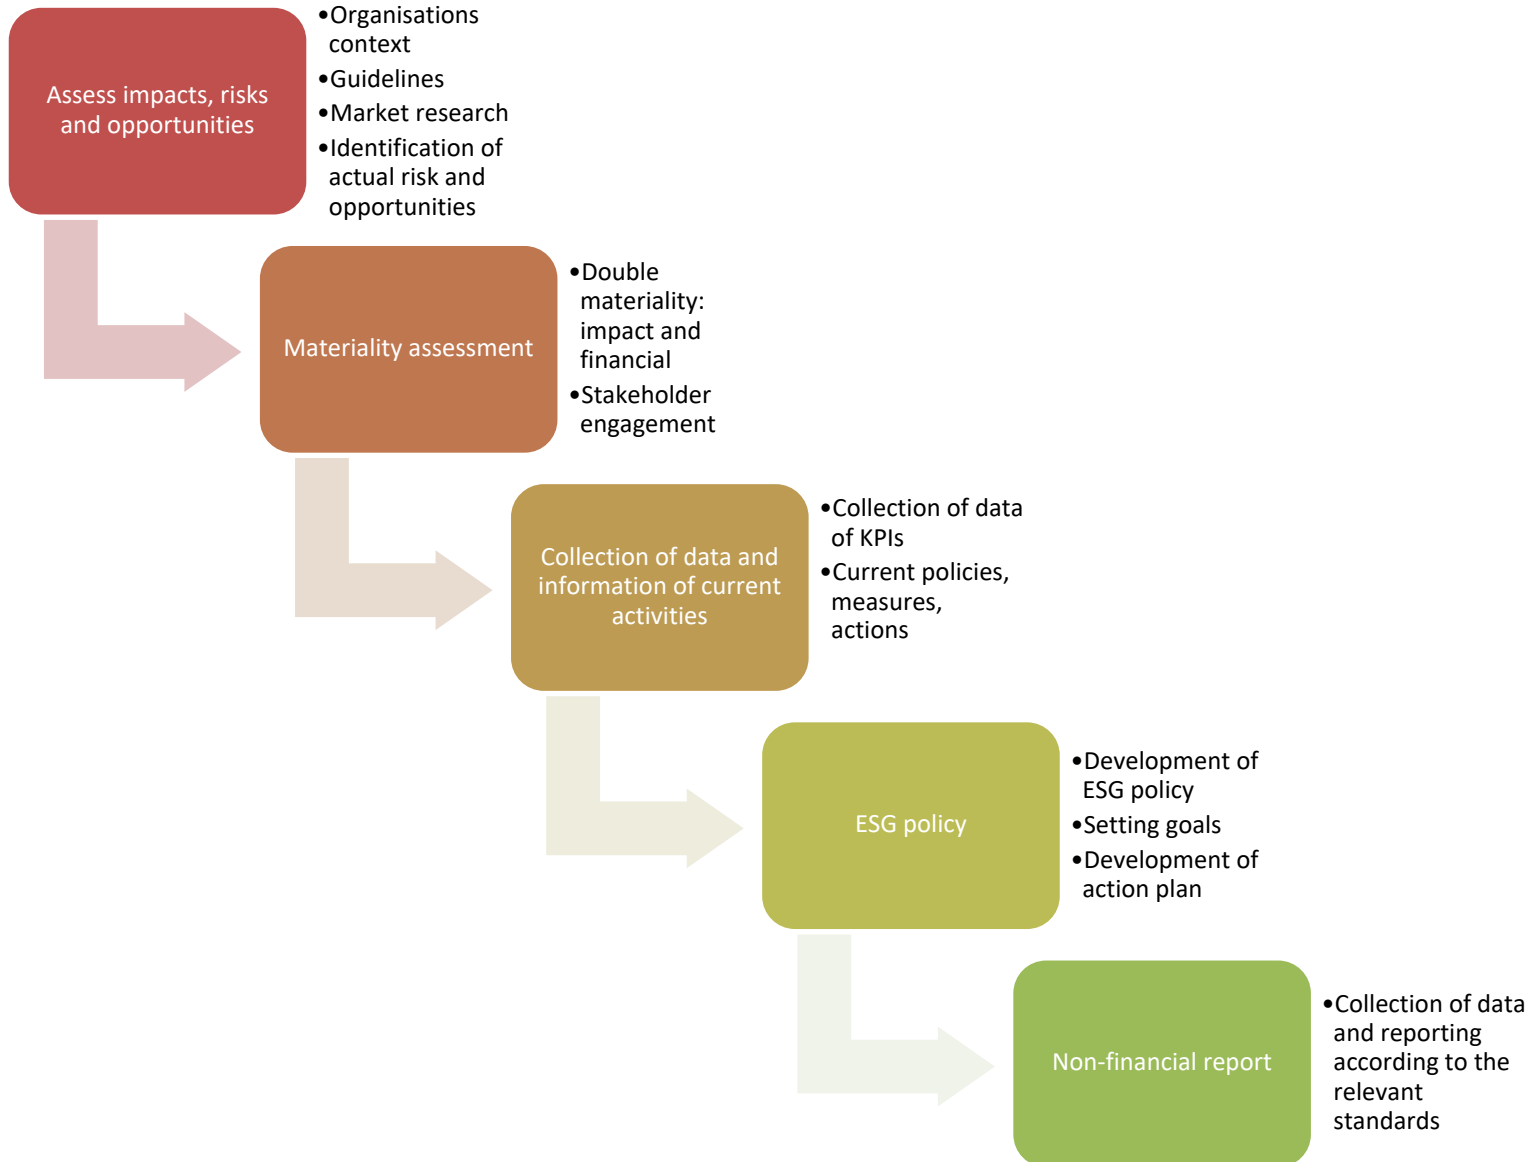 Assess impacts, risks
and opportunities
•Organisations
context
•Guidelines
•Market research
•Identification of
actual risk and
opportunities
Materiality assessment
•Double
materiality:
impact and
financial
•Stakeholder
engagement
Collection of data and
information of current
activities
•Collection of data
of KPIs
•Current policies,
measures,
actions
ESG policy
•Development of
ESG policy
•Setting goals
•Development of
action plan
Non-financial report
•Collection of data
and reporting
according to the
relevant
standards